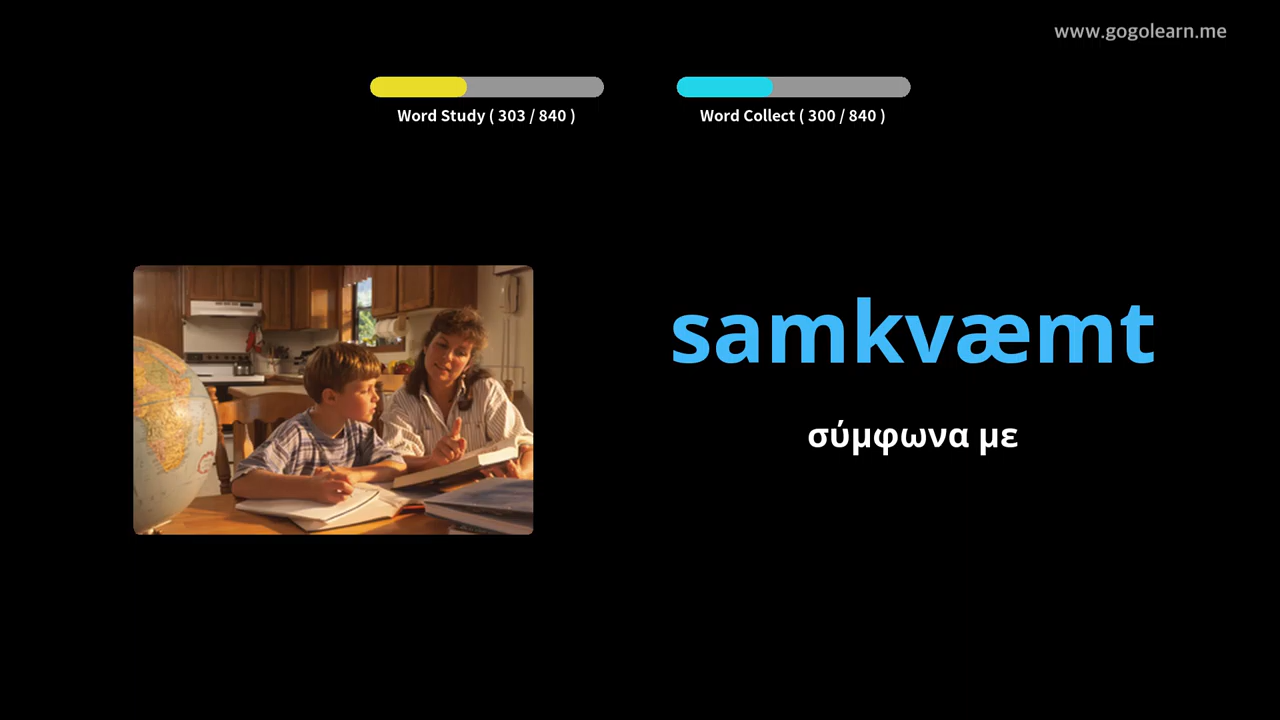 www.gogolearn.me
Word Study ( 303 / 840 )
Word Collect ( 300 / 840 )
samkvæmt
σύμφωνα με